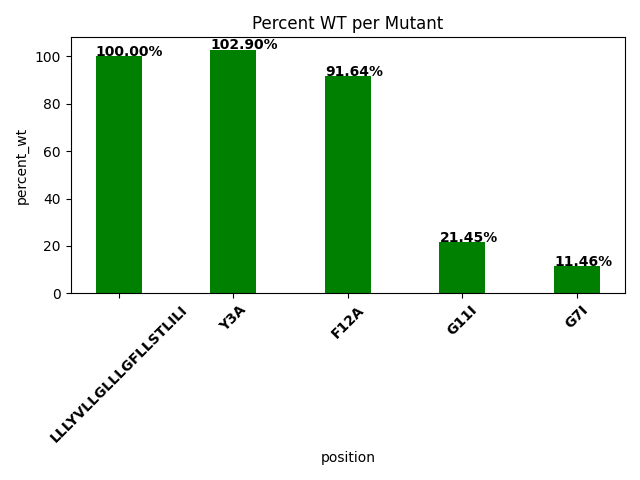 Percent WT per Mutant
percent_wt
100
80
60
40
20
0
100.00%
102.90%
91.64%
21.45%
11.46%
LLLYVLLGLLLGFLLSTLILI
Y3A
F12A
G11I
G7I
position